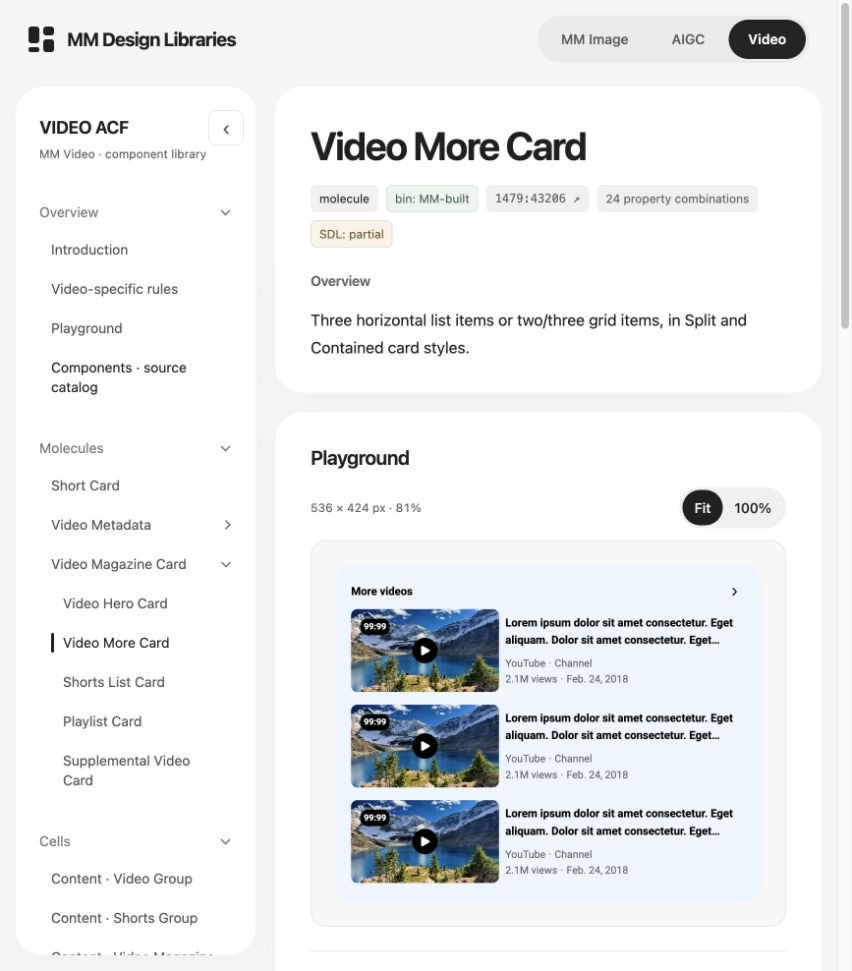 MM Design Libraries
MM Image
AIGC
Video
VIDEO ACF
MM Video · component library
Overview
Introduction
Video-specific rules
Playground
Components · source
catalog
Molecules
Short Card
Video Metadata
Video Magazine Card
Video Hero Card
Video More Card
Shorts List Card
Playlist Card
Supplemental Video
Card
Cells
Content · Video Group
Content · Shorts Group
Content · Video Magazine
Video More Card
molecule
bin: MM-built
1479:43206 ↗
24 property combinations
SDL: partial
Overview
Three horizontal list items or two/three grid items, in Split and
Contained card styles.
Playground
536 × 424 px · 81%
Fit
100%
More videos
99:99
Lorem ipsum dolor sit amet consectetur. Eget
aliquam. Dolor sit amet consectetur. Eget...
YouTube · Channel
2.1M views · Feb. 24, 2018
99:99
Lorem ipsum dolor sit amet consectetur. Eget
aliquam. Dolor sit amet consectetur. Eget...
YouTube · Channel
2.1M views · Feb. 24, 2018
99:99
Lorem ipsum dolor sit amet consectetur. Eget
aliquam. Dolor sit amet consectetur. Eget...
YouTube · Channel
2.1M views · Feb. 24, 2018